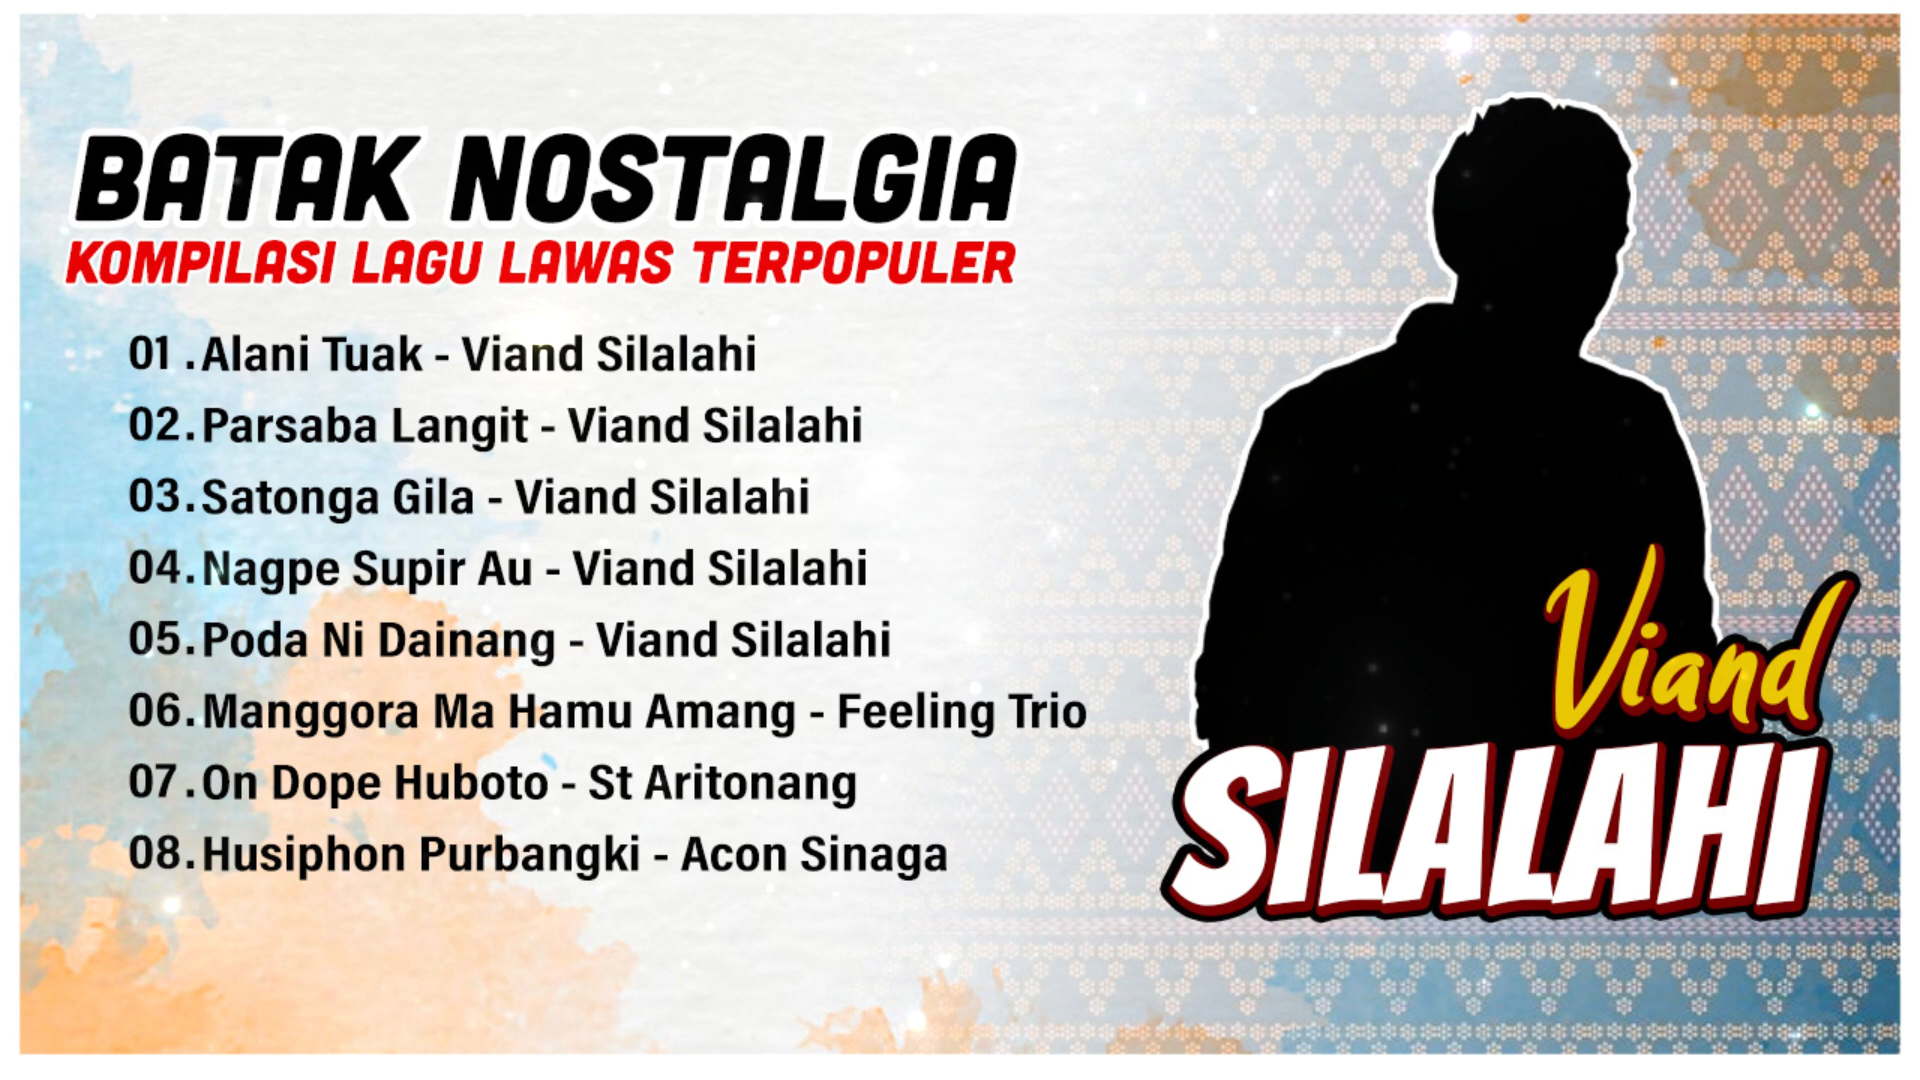 BATAK NOSTALGIA
KOMPILASI LAGU LAWAS TERPOPULER
01 .Alani Tuak - Viand Silalahi
02.Parsaba Langit - Viand Silalahi
03.Satonga Gila - Viand Silalahi
04.Nagpe Supir Au - Viand Silalahi
05.Poda Ni Dainang - Viand Silalahi
06.Manggora Ma Hamu Amang - Feeling Trio
07.On Dope Huboto - St Aritonang
08.Husiphon Purbangki - Acon Sinaga
Viand
SILALAHI